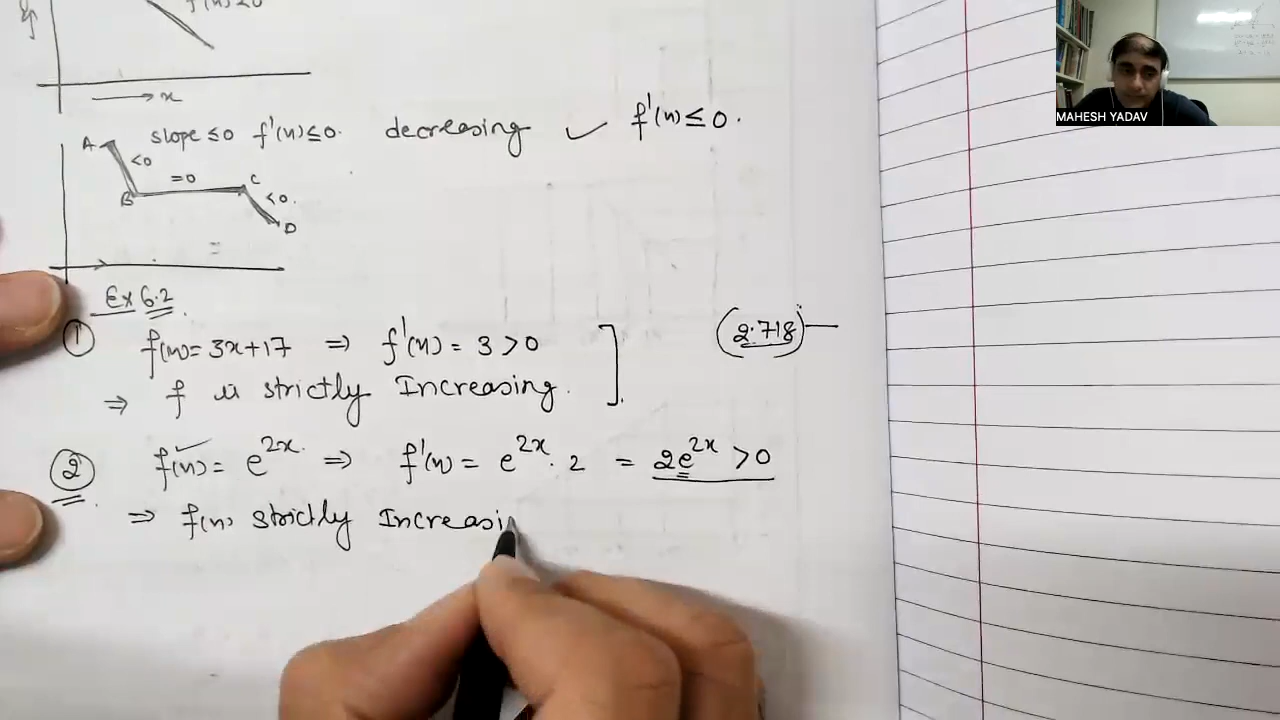 f'(x)<0
y
→ x
MAHESH YADAV
slope ≤0 f'(x)≤0. decreasing ✓ f'(x)≤0.
A <0
=0 C
B <0.
D
=
Ex 6.2
① f(x)=3x+17 ⇒ f'(x)=3>0 ] (2.718)
⇒ f is strictly Increasing.
② f(x)= e^2x. ⇒ f'(x)= e^2x. 2 = 2e^2x >0
⇒ f(x) strictly Increasi